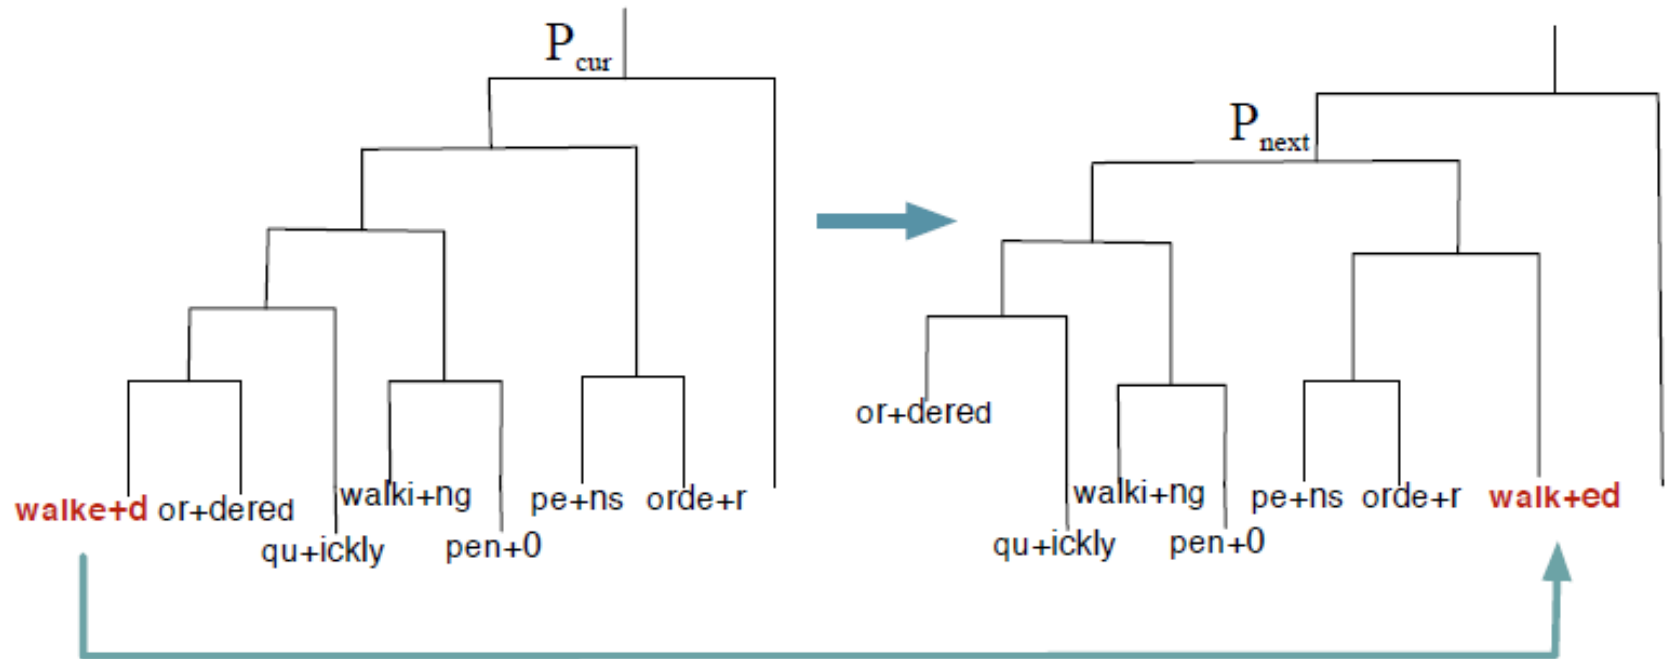 P_cur
P_next
walke+d or+dered qu+ickly walki+ng pen+0 pe+ns orde+r
or+dered qu+ickly walki+ng pen+0 pe+ns orde+r walk+ed